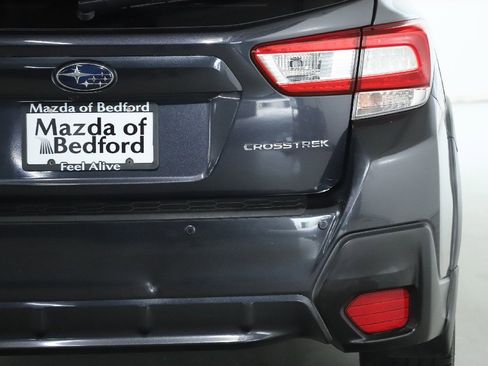 Mazda of Bedford
Mazda of
Bedford
Feel Alive
CROSSTREK